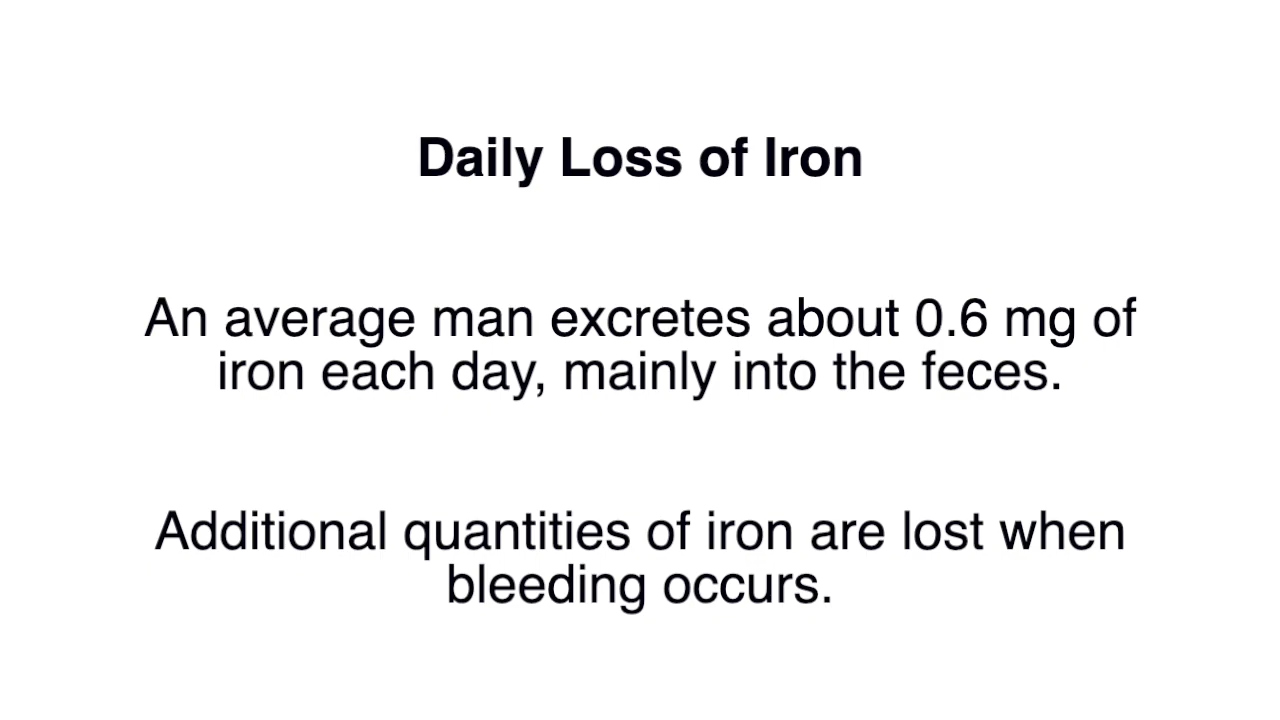 Daily Loss of Iron
An average man excretes about 0.6 mg of
iron each day, mainly into the feces.
Additional quantities of iron are lost when
bleeding occurs.